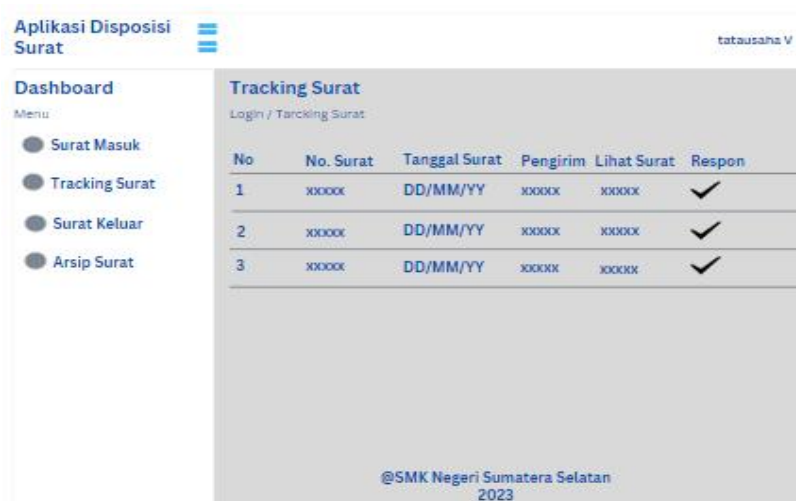 Aplikasi Disposisi
Surat
tatausaha V
Dashboard
Menu
Surat Masuk
Tracking Surat
Surat Keluar
Arsip Surat
Tracking Surat
Login / Tarcking Surat
No No. Surat Tanggal Surat Pengirim Lihat Surat Respon
1 xxxxx DD/MM/YY xxxxx xxxxx
2 xxxxx DD/MM/YY xxxxx xxxxx
3 xxxxx DD/MM/YY xxxxx xxxxx
@SMK Negeri Sumatera Selatan
2023